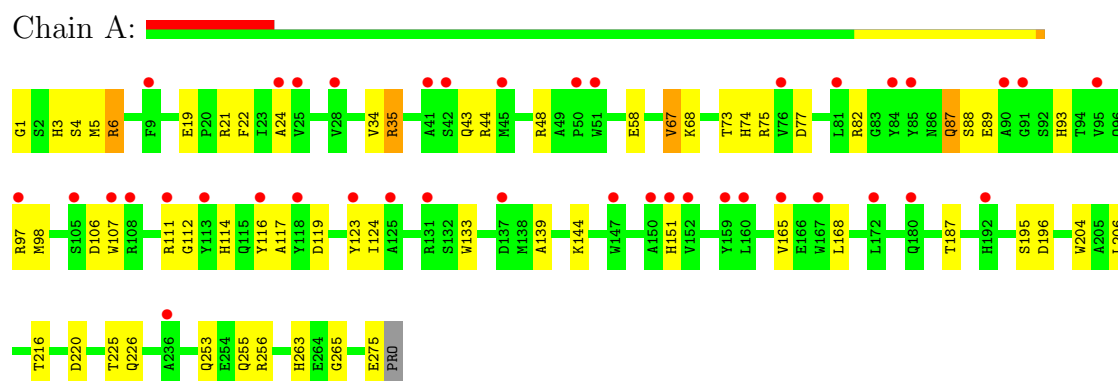 Chain A:
G1 S2 H3 S4 M5 R6 F9 E19 P20 R21 F22 I23 A24 V25 V28 V34 R35 A41 S42 Q43 R44 M45 R48 A49 P50 W51 E58 V67 K68 T73 H74 R75 V76 D77 L81 R82 G83 Y84 Y85 N86 Q87 S88 E89 A90 G91 S92 H93 T94 V95
R97 M98 S105 D106 W107 R108 R111 G112 Y113 H114 Q115 Y116 A117 Y118 D119 Y123 I124 A125 R131 S132 W133 D137 M138 A139 K144 W147 A150 H151 V152 Y159 L160 V165 E166 W167 L168 L172 Q180 T187 H192 S195 D196 W204 A205
T216 D220 T225 Q226 A236 Q253 E254 Q255 R256 H263 E264 G265 E275 PRO